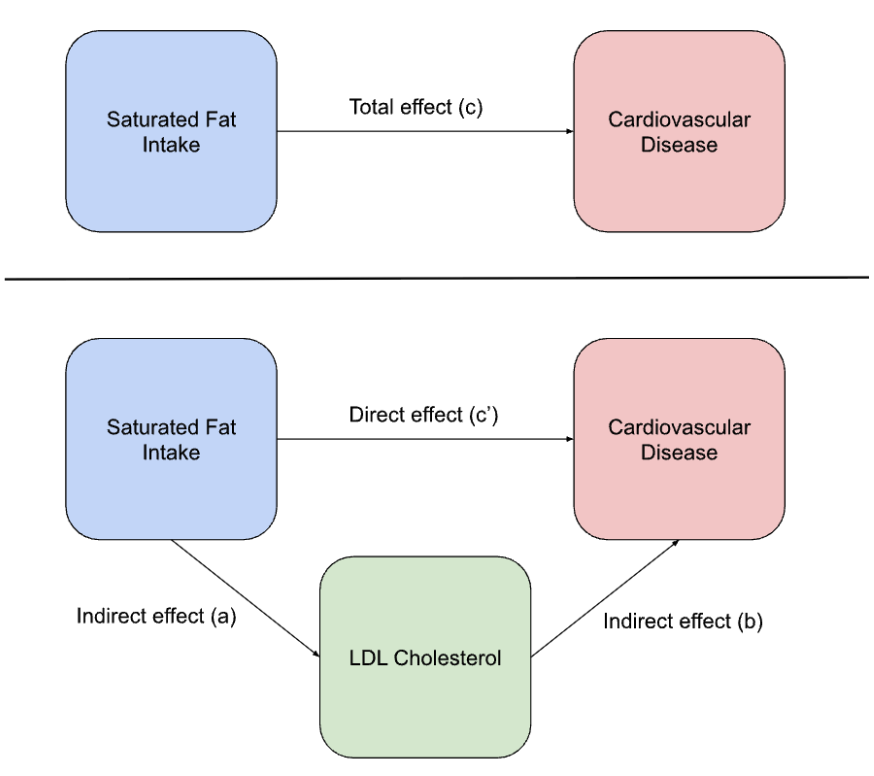 Total effect (c)
Saturated Fat
Intake
Cardiovascular
Disease
Direct effect (c’)
Saturated Fat
Intake
Cardiovascular
Disease
Indirect effect (a)
Indirect effect (b)
LDL Cholesterol